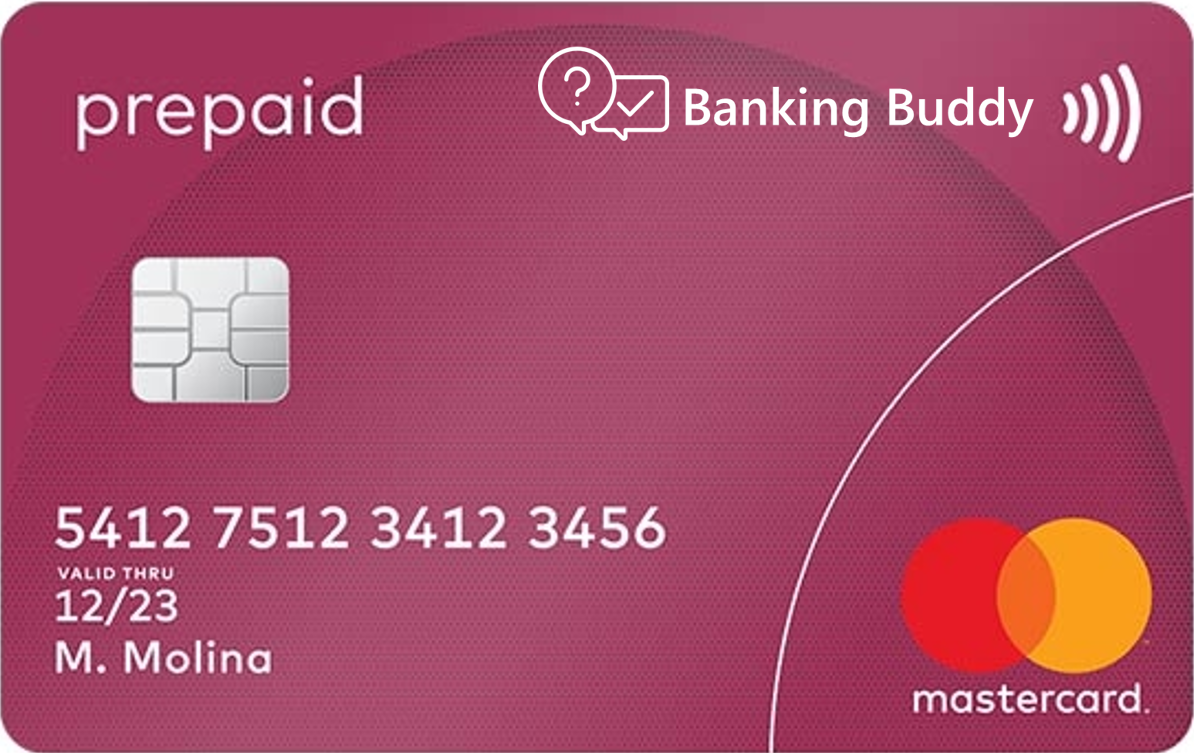 prepaid
Banking Buddy
5412 7512 3412 3456
VALID THRU
12/23
M. Molina
mastercard.